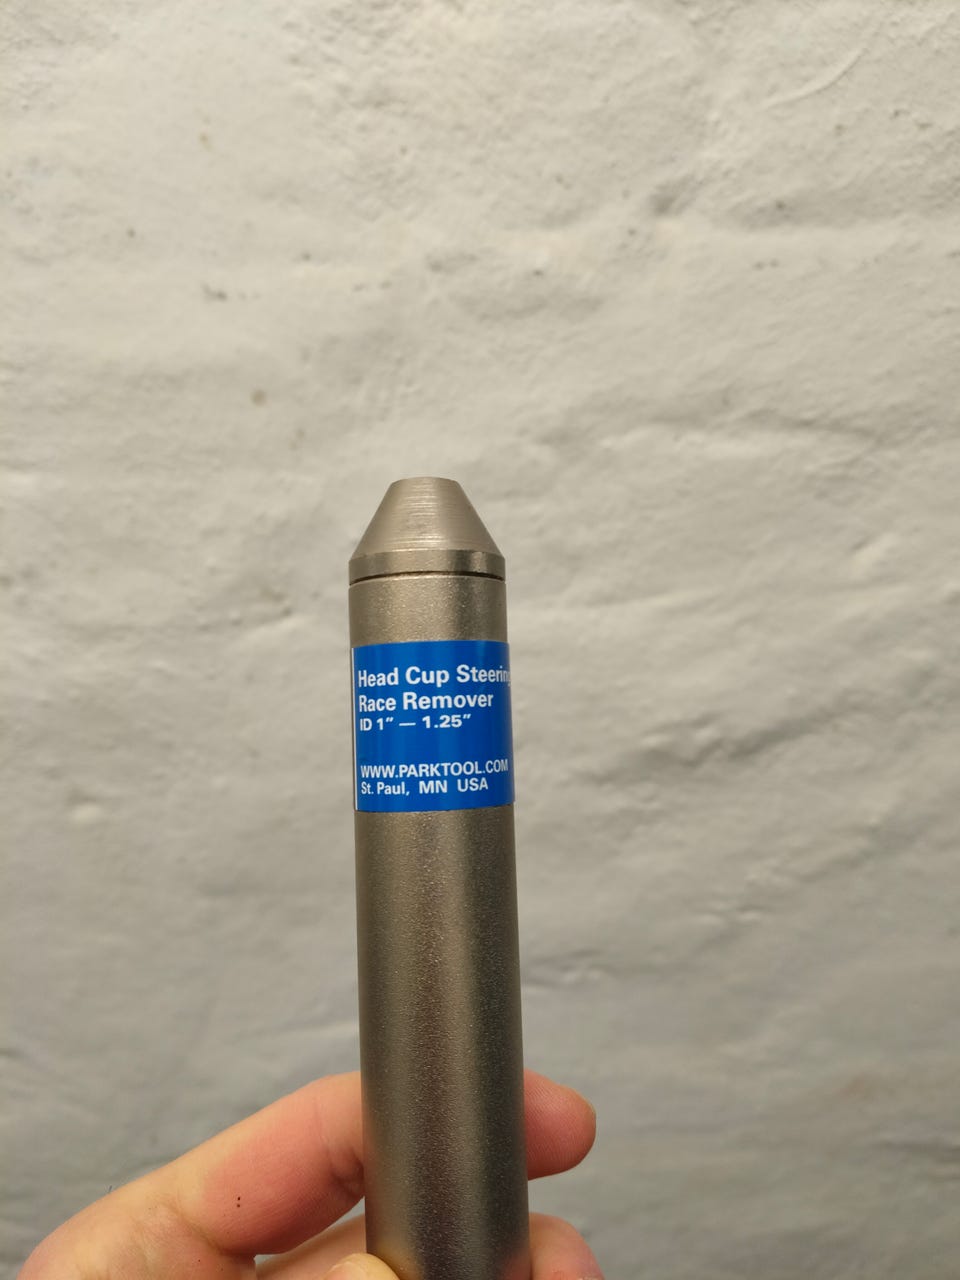 Head Cup Steering
Race Remover
ID 1" — 1.25"
WWW.PARKTOOL.COM
St. Paul, MN USA